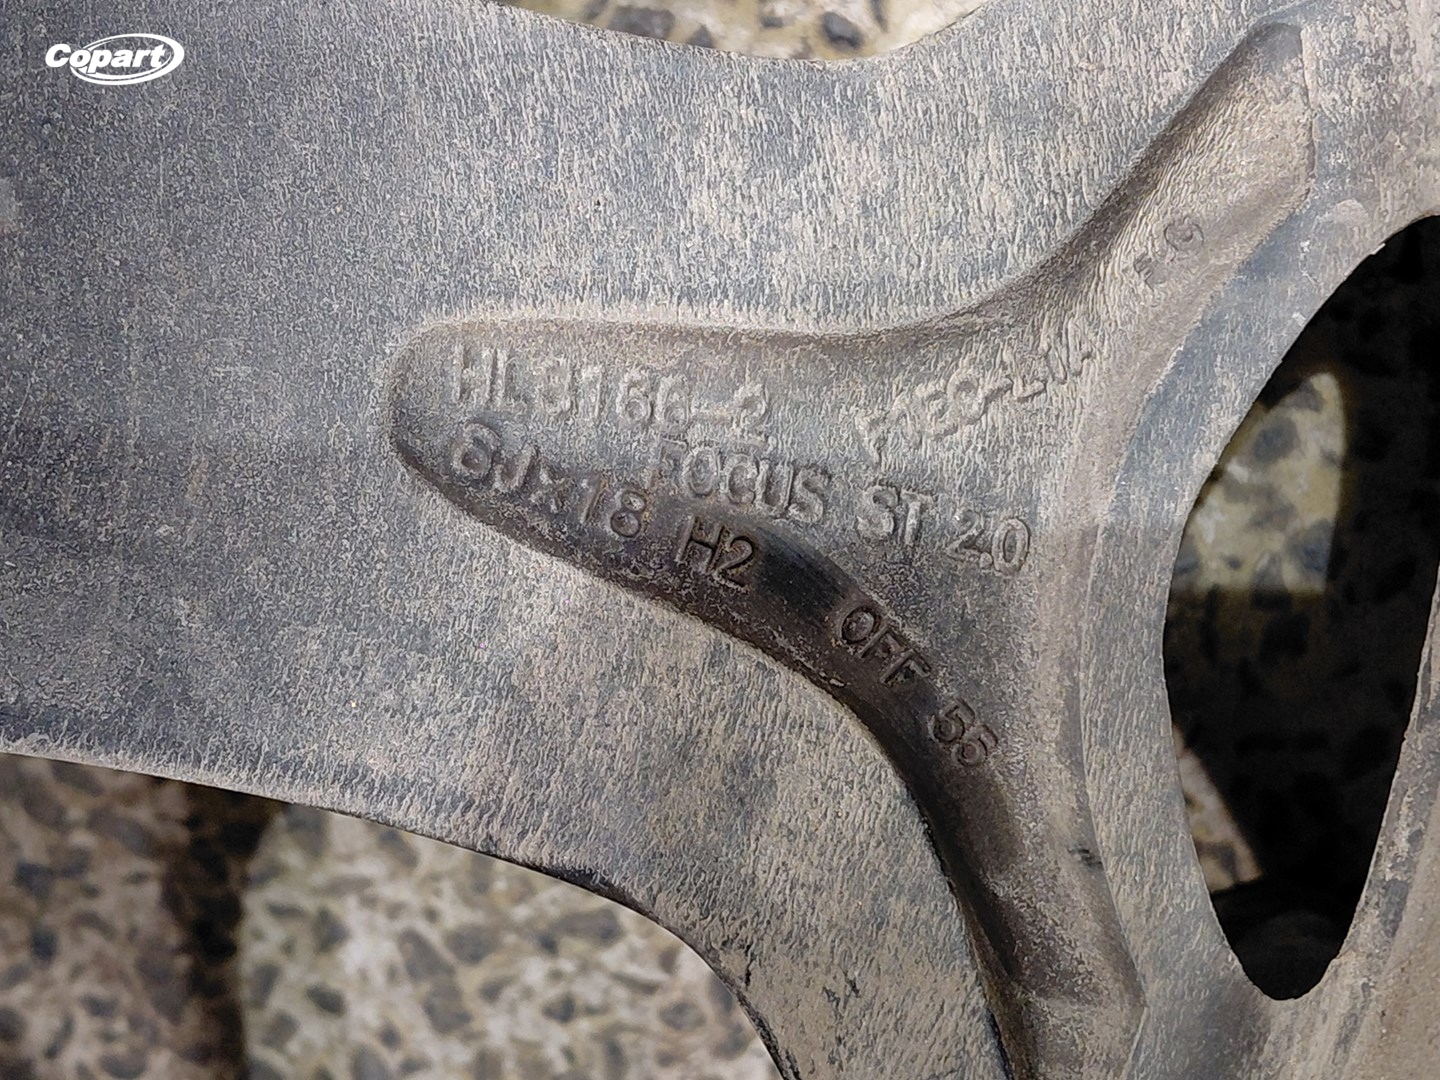 Copart
HL3166-2
FOCUS ST 2.0
8Jx18 H2 OFF 55